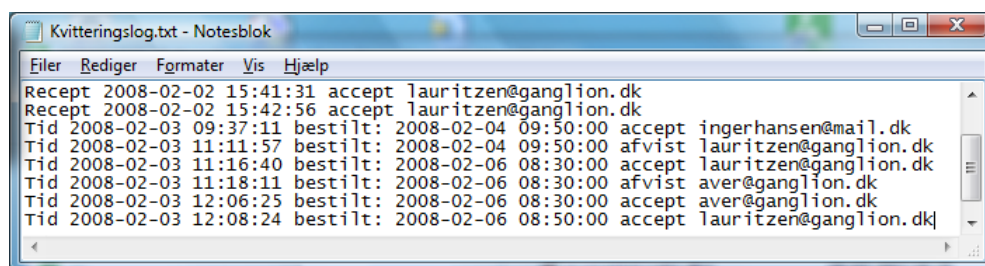 Kvitteringslog.txt - Notesblok
Filer Rediger Formater Vis Hjælp
Recept 2008-02-02 15:41:31 accept lauritzen@ganglion.dk
Recept 2008-02-02 15:42:56 accept lauritzen@ganglion.dk
Tid 2008-02-03 09:37:11 bestilt: 2008-02-04 09:50:00 accept ingerhansen@mail.dk
Tid 2008-02-03 11:11:57 bestilt: 2008-02-04 09:50:00 afvist lauritzen@ganglion.dk
Tid 2008-02-03 11:16:40 bestilt: 2008-02-06 08:30:00 accept lauritzen@ganglion.dk
Tid 2008-02-03 11:18:11 bestilt: 2008-02-06 08:30:00 afvist aver@ganglion.dk
Tid 2008-02-03 12:06:25 bestilt: 2008-02-06 08:30:00 accept aver@ganglion.dk
Tid 2008-02-03 12:08:24 bestilt: 2008-02-06 08:50:00 accept lauritzen@ganglion.dk